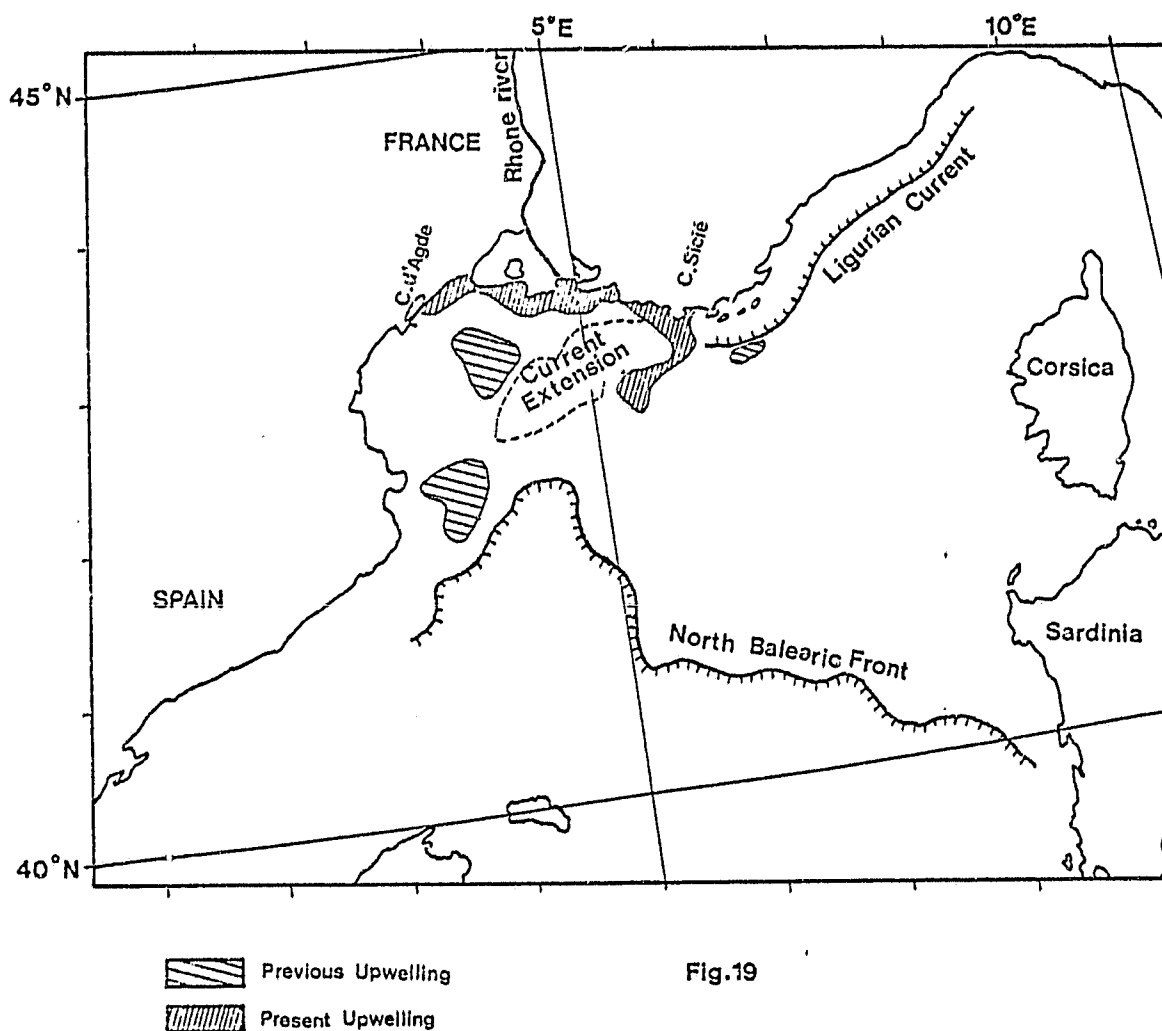 5°E
10°E
45°N
FRANCE
Rhone river
C.d'Agde
C.Sicié
Ligurian Current
Current
Extension
Corsica
SPAIN
Sardinia
North Balearic Front
40°N
Previous Upwelling
Fig.19
Present Upwelling